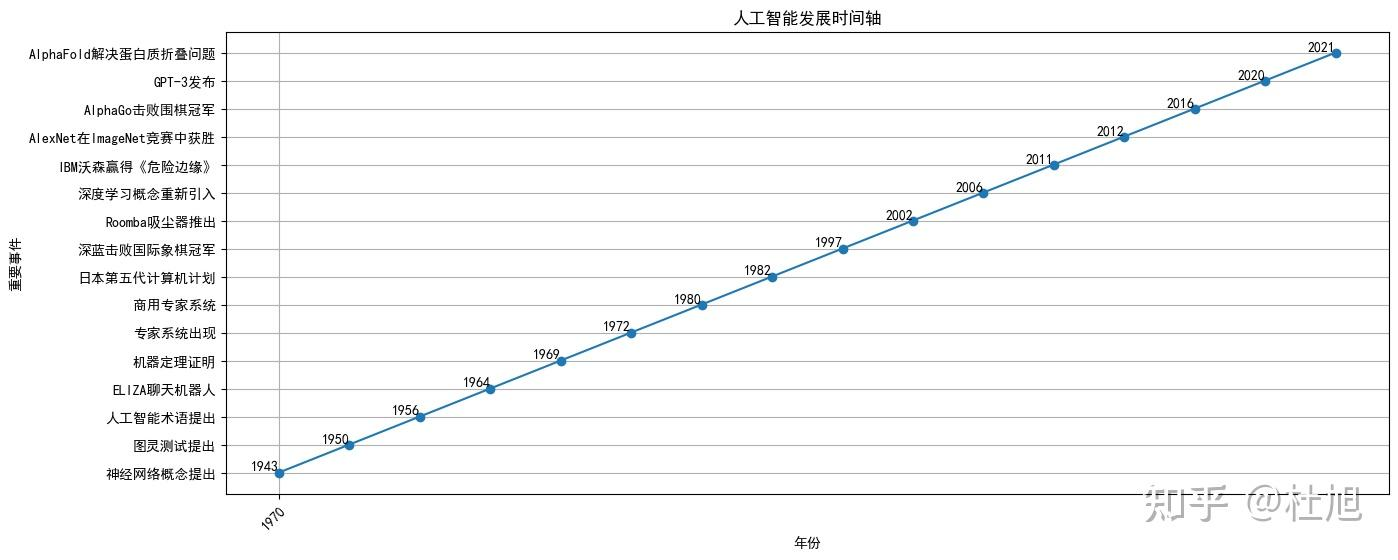 人工智能发展时间轴
重要事件
AlphaFold解决蛋白质折叠问题
2021
GPT-3发布
2020
AlphaGo击败围棋冠军
2016
AlexNet在ImageNet竞赛中获胜
2012
IBM沃森赢得《危险边缘》
2011
深度学习概念重新引入
2006
Roomba吸尘器推出
2002
深蓝击败国际象棋冠军
1997
日本第五代计算机计划
1982
商用专家系统
1980
专家系统出现
1972
机器定理证明
1969
ELIZA聊天机器人
1964
人工智能术语提出
1956
图灵测试提出
1950
神经网络概念提出
1943
1970
年份
知乎 @杜旭